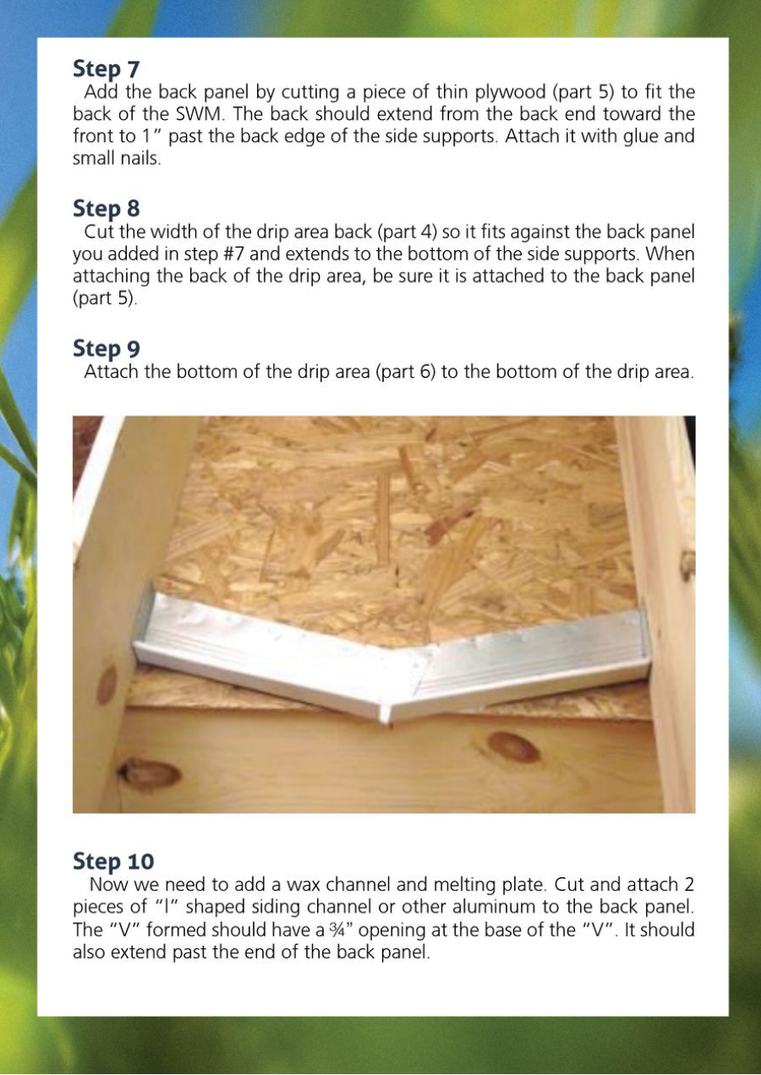 Step 7
Add the back panel by cutting a piece of thin plywood (part 5) to fit the
back of the SWM. The back should extend from the back end toward the
front to 1” past the back edge of the side supports. Attach it with glue and
small nails.
Step 8
Cut the width of the drip area back (part 4) so it fits against the back panel
you added in step #7 and extends to the bottom of the side supports. When
attaching the back of the drip area, be sure it is attached to the back panel
(part 5).
Step 9
Attach the bottom of the drip area (part 6) to the bottom of the drip area.
Step 10
Now we need to add a wax channel and melting plate. Cut and attach 2
pieces of “l” shaped siding channel or other aluminum to the back panel.
The “V” formed should have a ¾” opening at the base of the “V”. It should
also extend past the end of the back panel.